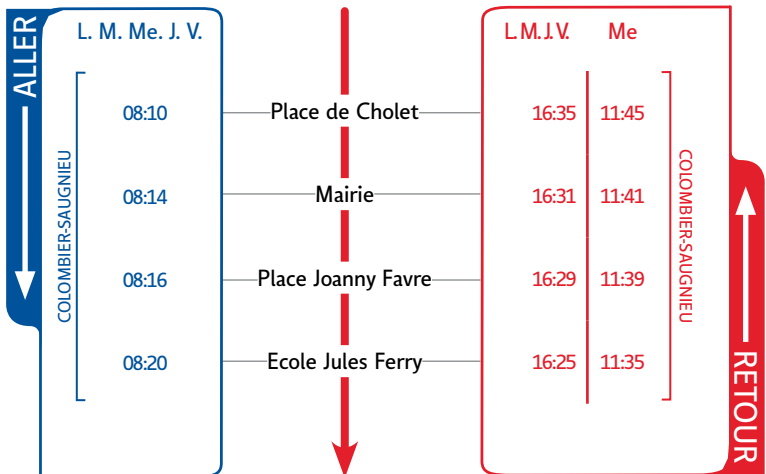 ALLER
L. M. Me. J. V.
L.M.J.V. Me
08:10 Place de Cholet 16:35 11:45
08:14 Mairie 16:31 11:41
08:16 Place Joanny Favre 16:29 11:39
08:20 Ecole Jules Ferry 16:25 11:35
COLOMBIER-SAUGNIEU
COLOMBIER-SAUGNIEU
RETOUR